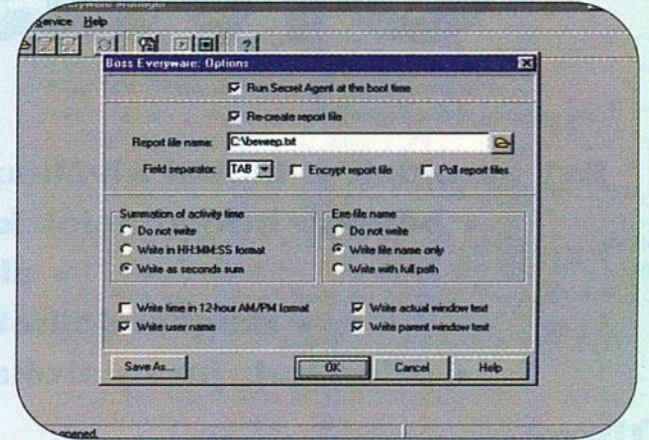 Everyware Manager
Service Help
Boss Everyware: Options
Run Secret Agent at the boot time
Re-create report file
Report file name: C:\bewrep.txt
Field separator: TAB Encrypt report file Poll report files
Summation of activity time
Do not write
Write in HH:MM:SS format
Write as seconds sum
Exe-file name
Do not write
Write file name only
Write with full path
Write time in 12-hour AM/PM format
Write user name
Write actual window text
Write parent window text
Save As... OK Cancel Help
opened.